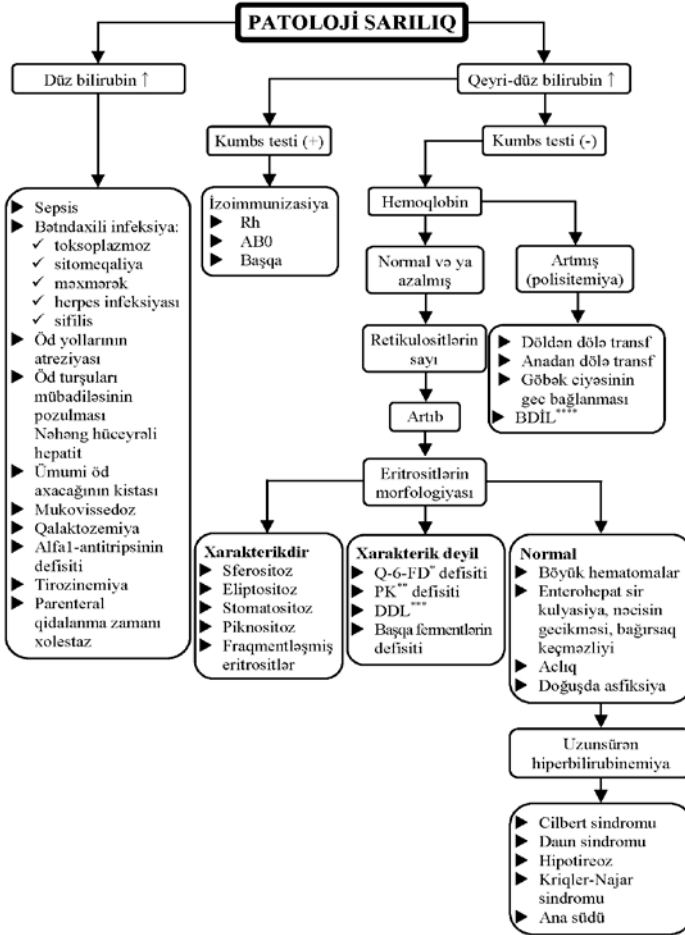 PATOLOJİ SARILIQ
Düz bilirubin ↑
Qeyri-düz bilirubin ↑
Kumbs testi (+)
Kumbs testi (-)
Sepsis
Bətndaxili infeksiya:
toksoplazmoz
sitomeqaliya
məxmərək
herpes infeksiyası
sifilis
Öd yollarının
atreziyası
Öd turşuları
mübadiləsinin
pozulması
Nəhəng hüceyrəli
hepatit
Ümumi öd
axacağının kistası
Mukovissedoz
Qalaktozemiya
Alfa1-antitripsinin
defisiti
Tirozinemiya
Parenteral
qidalanma zamanı
xolestaz
İzoimmunizasiya
Rh
AB0
Başqa
Hemoqlobin
Normal və ya
azalmış
Artmış
(polisitemiya)
Retikulositlərin
sayı
Döldən dölə transf
Anadan dölə transf
Göbək ciyəsinin
gec bağlanması
BDİL****
Artıb
Eritrositlərin
morfologiyası
Xarakterikdir
Sferositoz
Eliptositoz
Stomatositoz
Piknositoz
Fraqmentləşmiş
eritrositlər
Xarakterik deyil
Q-6-FD* defisiti
PK** defisiti
DDL***
Başqa fermentlərin
defisiti
Normal
Böyük hematomalar
Enterohepat sir
kulyasiya, nəcisin
gecikməsi, bağırsaq
keçməzliyi
Aclıq
Doğuşda asfiksiya
Uzunsürən
hiperbilirubinemiya
Cilbert sindromu
Daun sindromu
Hipotireoz
Kriqler-Najar
sindromu
Ana südü